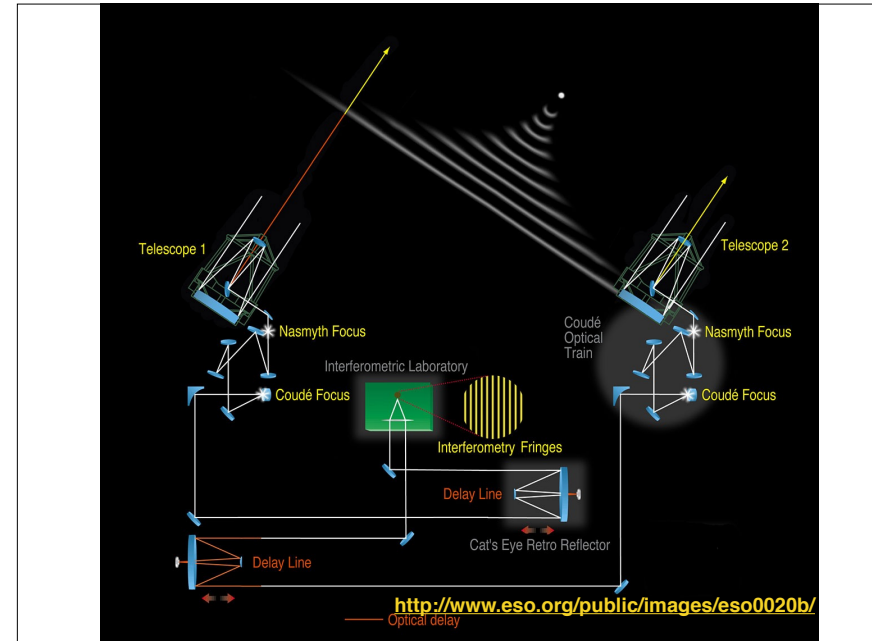 Telescope 1
Telescope 2
Coudé
Optical
Train
Nasmyth Focus
Nasmyth Focus
Interferometric Laboratory
Coudé Focus
Coudé Focus
Interferometry Fringes
Delay Line
Cat's Eye Retro Reflector
Delay Line
http://www.eso.org/public/images/eso0020b/
Optical delay